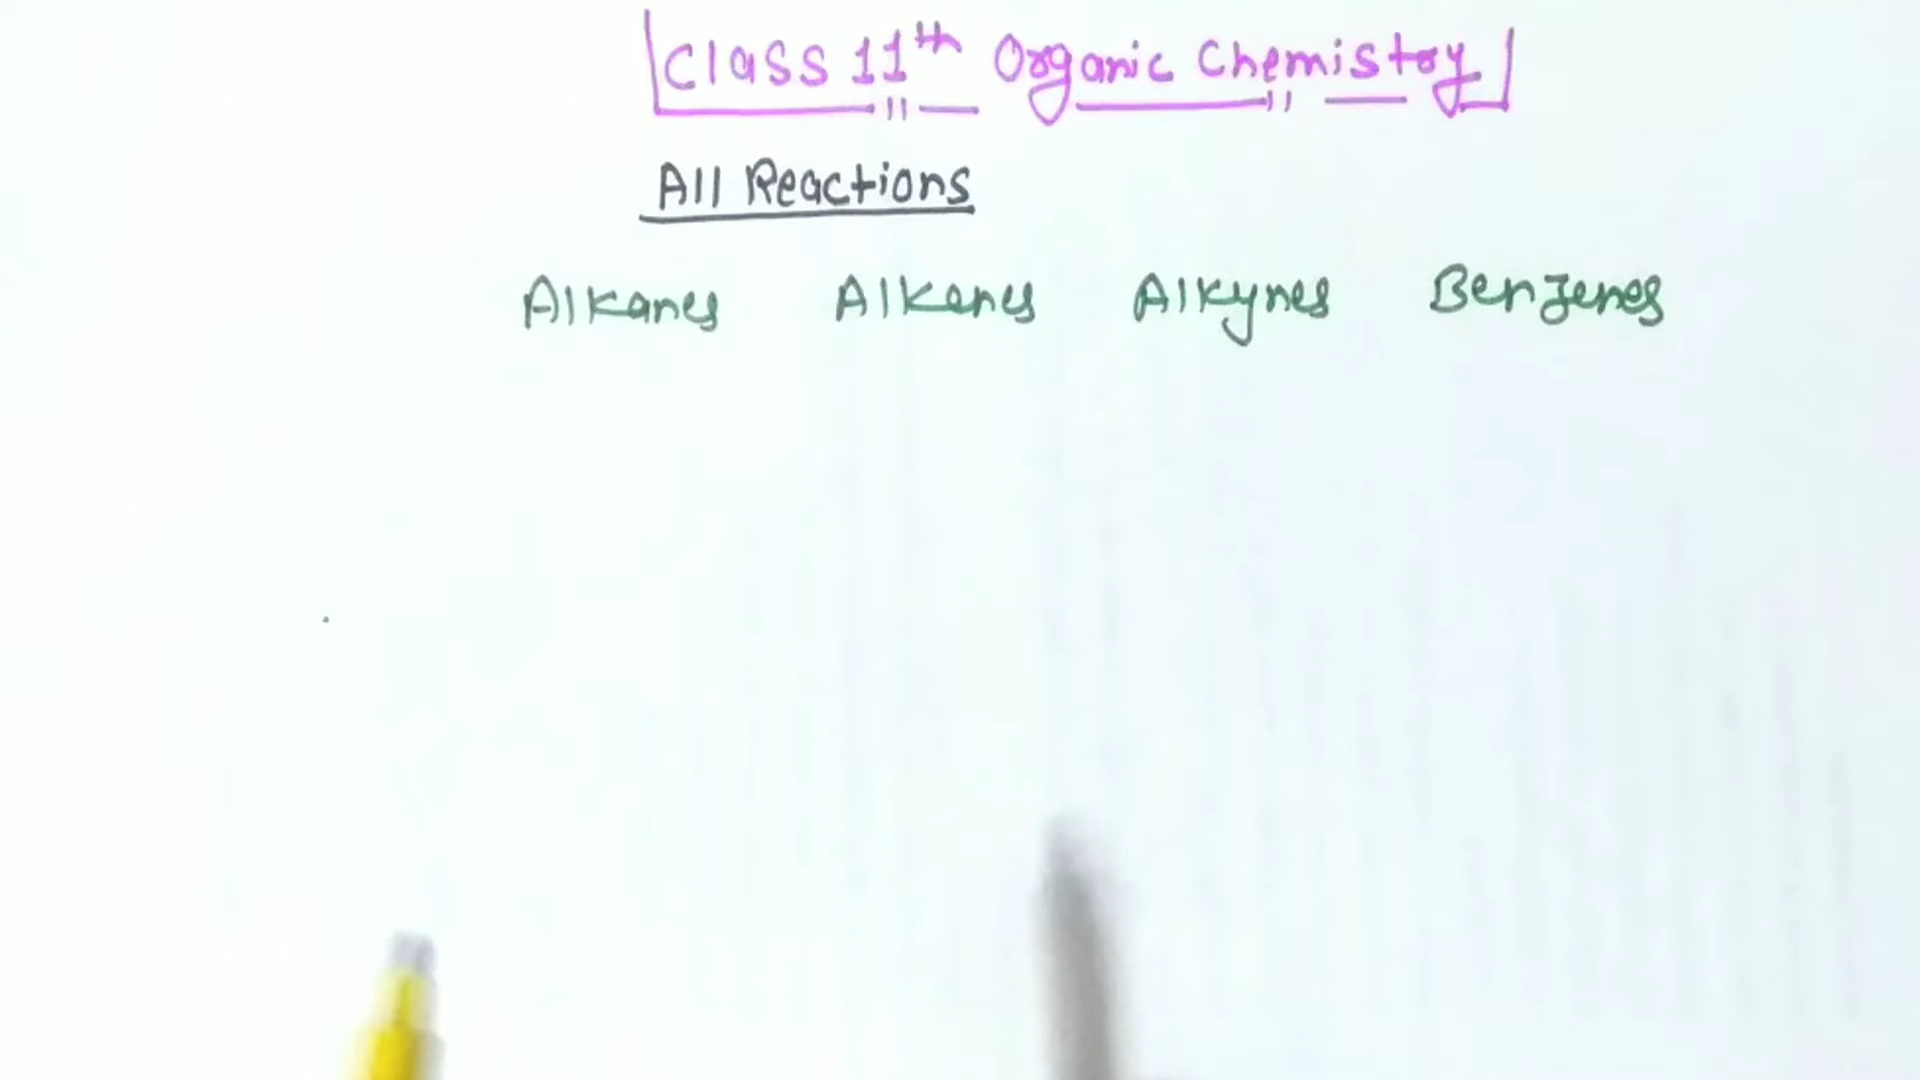 Class 11th Organic Chemistry
All Reactions
Alkanes Alkenes Alkynes Benzenes